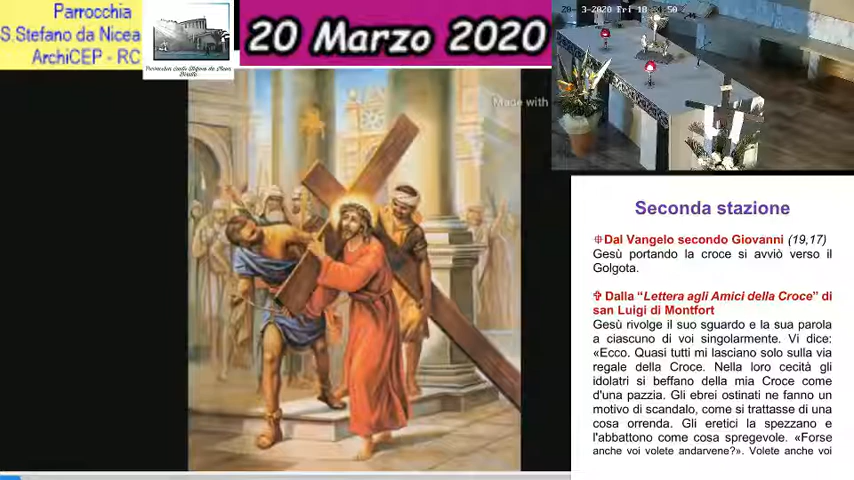 Parrocchia
S.Stefano da Nicea
ArchiCEP - RC
20 Marzo 2020
Made with
Seconda stazione
Dal Vangelo secondo Giovanni (19,17)
Gesù portando la croce si avviò verso il
Golgota.
Dalla “Lettera agli Amici della Croce” di
san Luigi di Montfort
Gesù rivolge il suo sguardo e la sua parola
a ciascuno di voi singolarmente. Vi dice:
«Ecco. Quasi tutti mi lasciano solo sulla via
regale della Croce. Nella loro cecità gli
idolatri si beffano della mia Croce come
d'una pazzia. Gli ebrei ostinati ne fanno un
motivo di scandalo, come si trattasse di una
cosa orrenda. Gli eretici la spezzano e
l'abbattono come cosa spregevole. «Forse
anche voi volete andarvene?». Volete anche voi